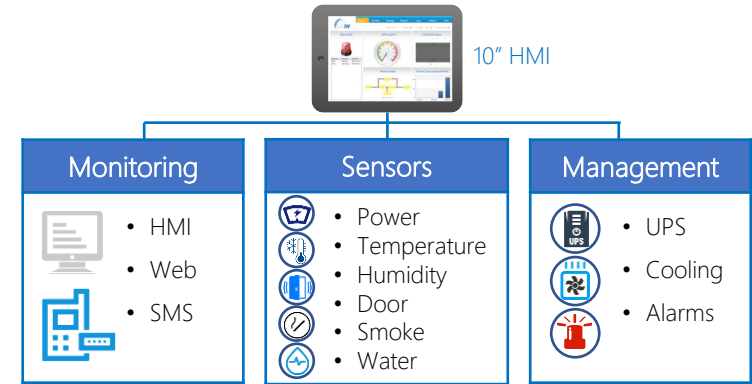 10” HMI
Monitoring
• HMI
• Web
• SMS
Sensors
• Power
• Temperature
• Humidity
• Door
• Smoke
• Water
Management
UPS
• UPS
• Cooling
• Alarms